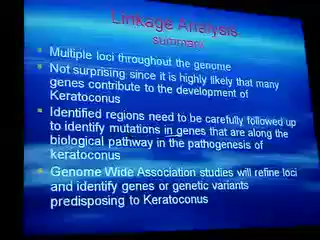 Linkage Analysis
summary
Multiple loci throughout the genome
Not surprising since it is highly likely that many
genes contribute to the development of
Keratoconus
Identified regions need to be carefully followed up
to identify mutations in genes that are along the
biological pathway in the pathogenesis of
keratoconus
Genome Wide Association studies will refine loci
and identify genes or genetic variants
predisposing to Keratoconus